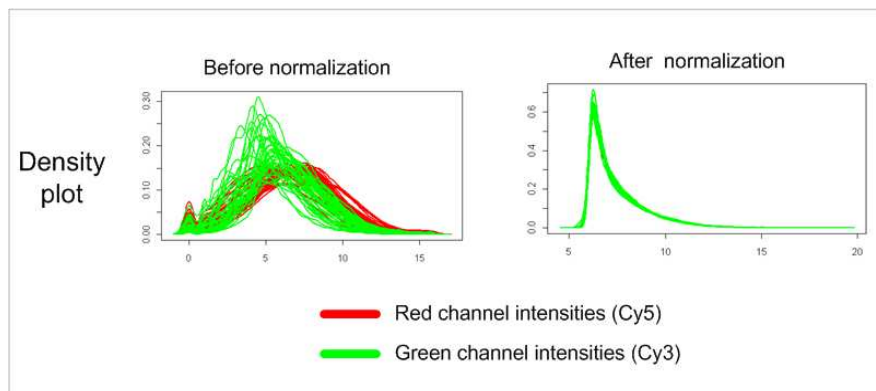 Before normalization
After normalization
Density
plot
0.30
0.20
0.10
0.00
0
5
10
15
0.6
0.4
0.2
0.0
5
10
15
20
Red channel intensities (Cy5)
Green channel intensities (Cy3)